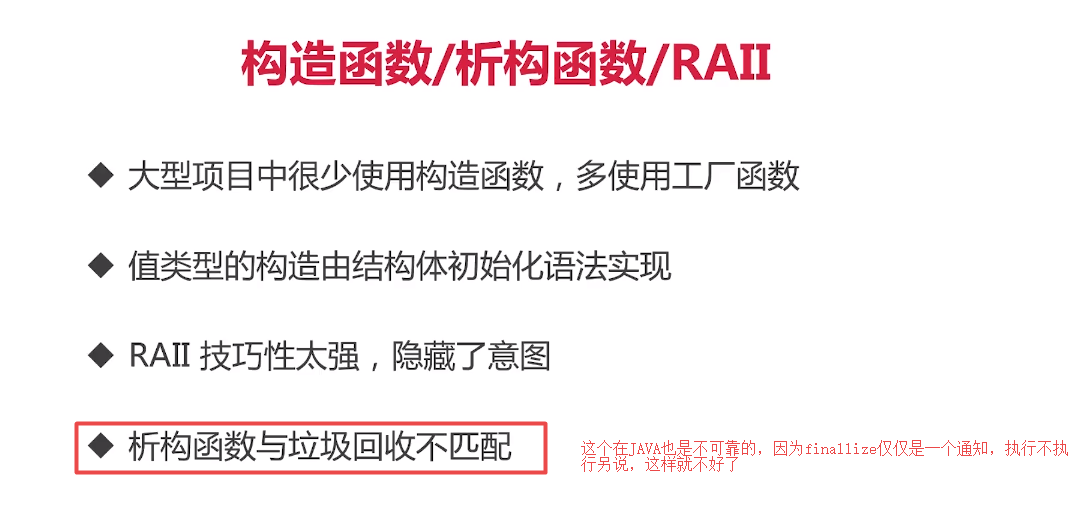 构造函数/析构函数/RAII
◆ 大型项目中很少使用构造函数，多使用工厂函数
◆ 值类型的构造由结构体初始化语法实现
◆ RAII 技巧性太强，隐藏了意图
◆ 析构函数与垃圾回收不匹配
这个在JAVA也是不可靠的，因为finallize仅仅是一个通知，执行不执
行另说，这样就不好了